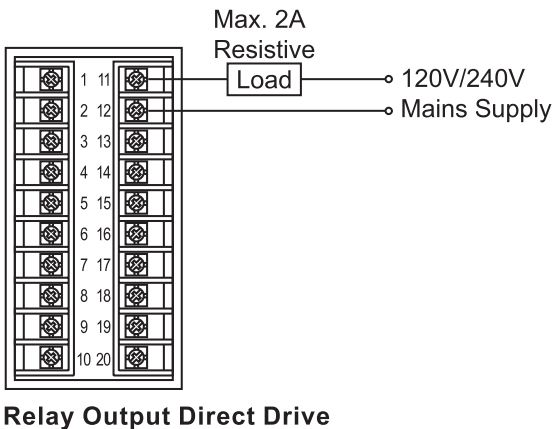 Max. 2A
Resistive
Load
120V/240V
Mains Supply
1 11
2 12
3 13
4 14
5 15
6 16
7 17
8 18
9 19
10 20
Relay Output Direct Drive